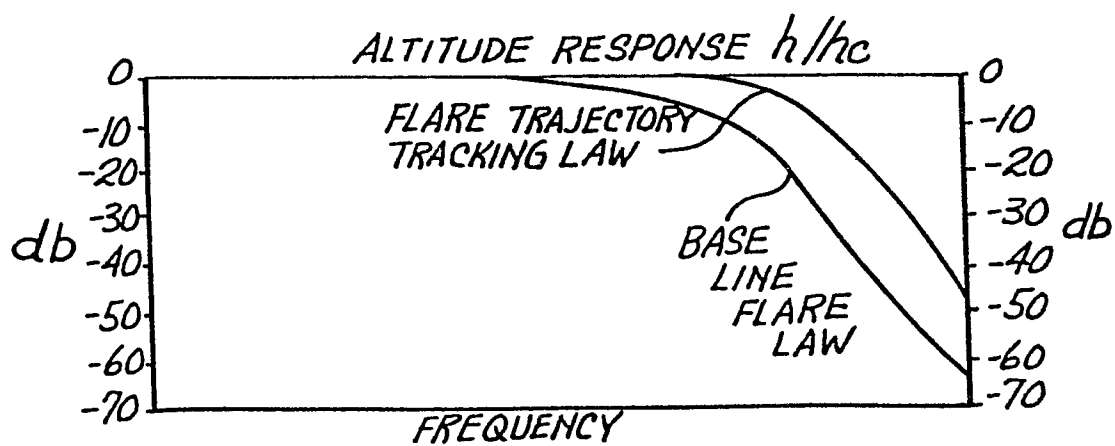 ALTITUDE RESPONSE h/hc
0
-10
-20
-30
-40
-50
-60
-70
db
FLARE TRAJECTORY
TRACKING LAW
BASE
LINE
FLARE
LAW
0
-10
-20
-30
-40
-50
-60
-70
db
FREQUENCY